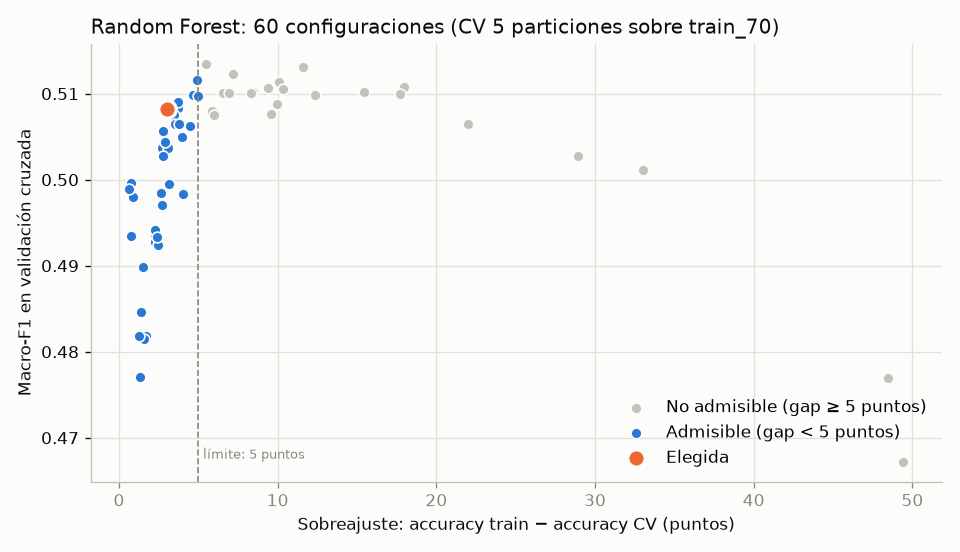 Random Forest: 60 configuraciones (CV 5 particiones sobre train_70)
Macro-F1 en validación cruzada
0.51
0.50
0.49
0.48
0.47
límite: 5 puntos
No admisible (gap ≥ 5 puntos)
Admisible (gap < 5 puntos)
Elegida
0 10 20 30 40 50
Sobreajuste: accuracy train − accuracy CV (puntos)